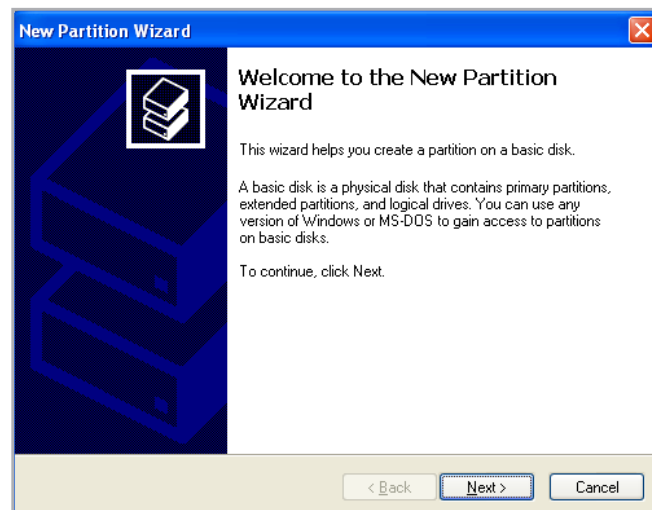 New Partition Wizard
Welcome to the New Partition
Wizard
This wizard helps you create a partition on a basic disk.
A basic disk is a physical disk that contains primary partitions,
extended partitions, and logical drives. You can use any
version of Windows or MS-DOS to gain access to partitions
on basic disks.
To continue, click Next.
< Back
Next >
Cancel